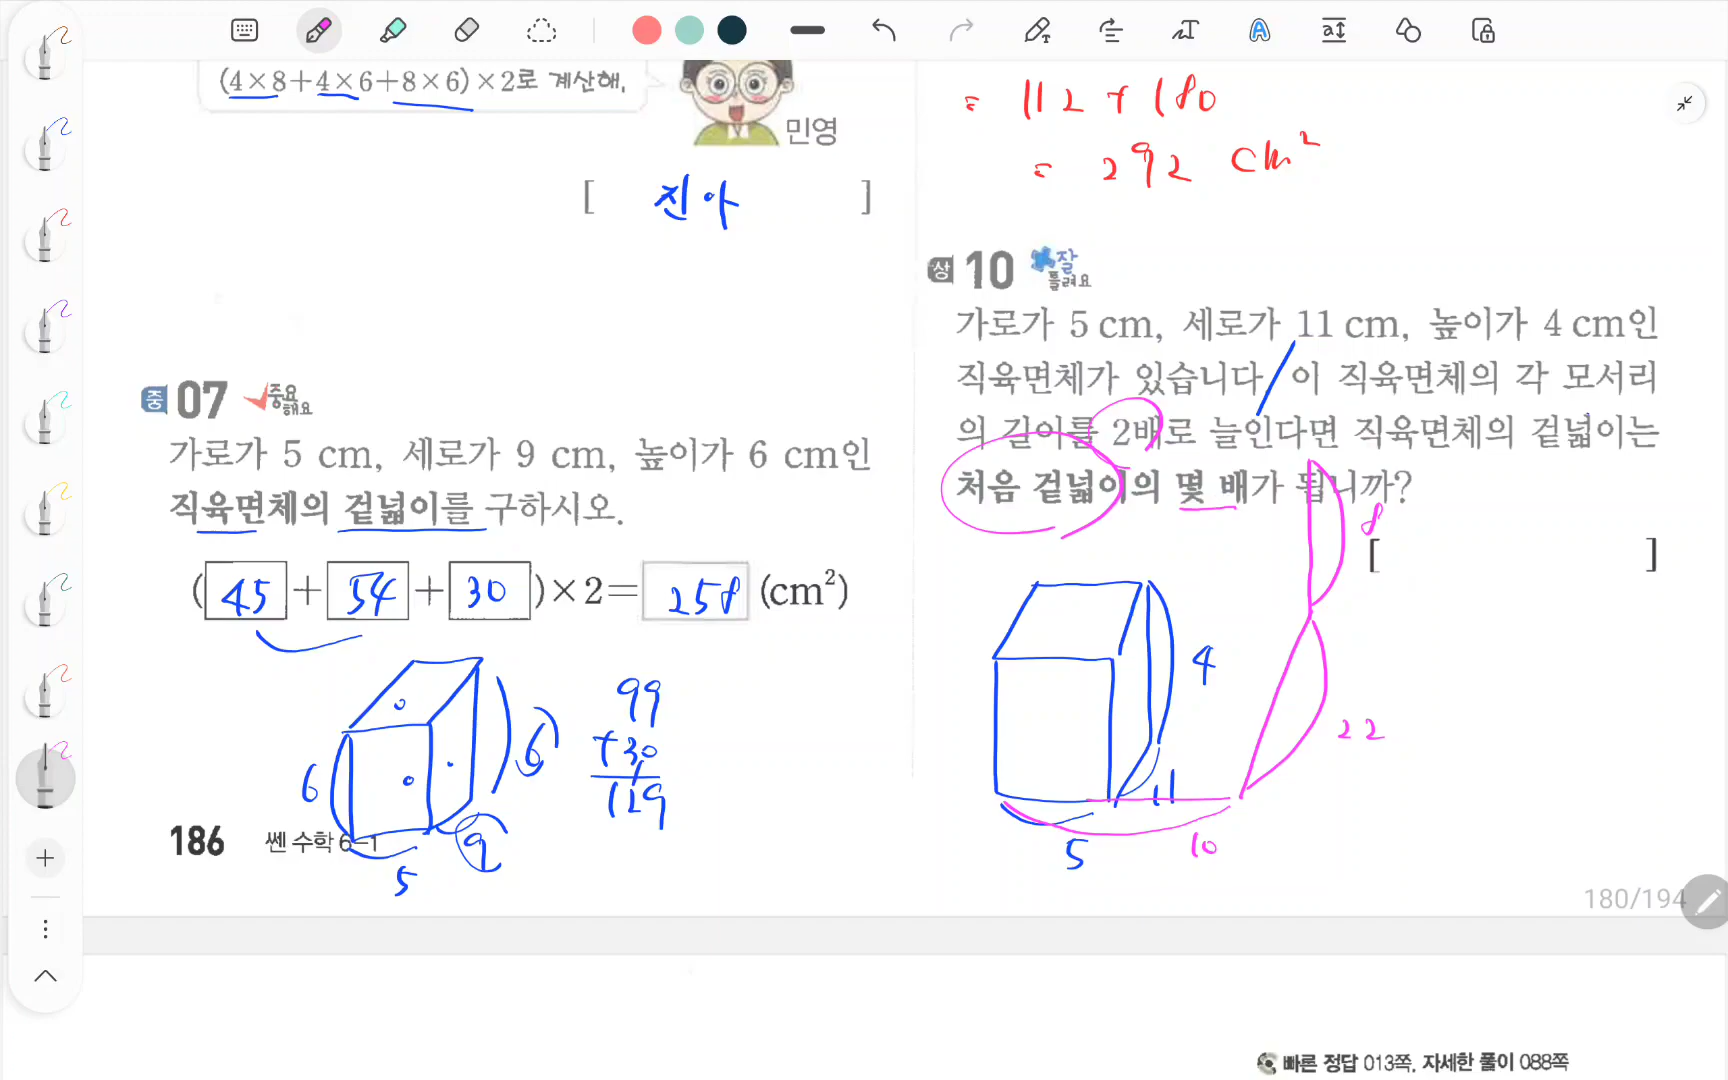 (4×8+4×6+8×6)×2로 계산해.
민영
[ 진아 ]
중 07 중요해요
가로가 5 cm, 세로가 9 cm, 높이가 6 cm인
직육면체의 겉넓이를 구하시오.
(45+54+30)×2=258(cm²)
99
+30
129
6
6
9
5
186 쎈 수학 6-1
= 112+180
= 292 cm²
상 10 잘 틀려요
가로가 5 cm, 세로가 11 cm, 높이가 4 cm인
직육면체가 있습니다. 이 직육면체의 각 모서리
의 길이를 2배로 늘인다면 직육면체의 겉넓이는
처음 겉넓이의 몇 배가 됩니까?
[ ]
8
4
22
11
5
10
180/194
빠른 정답 013쪽, 자세한 풀이 088쪽